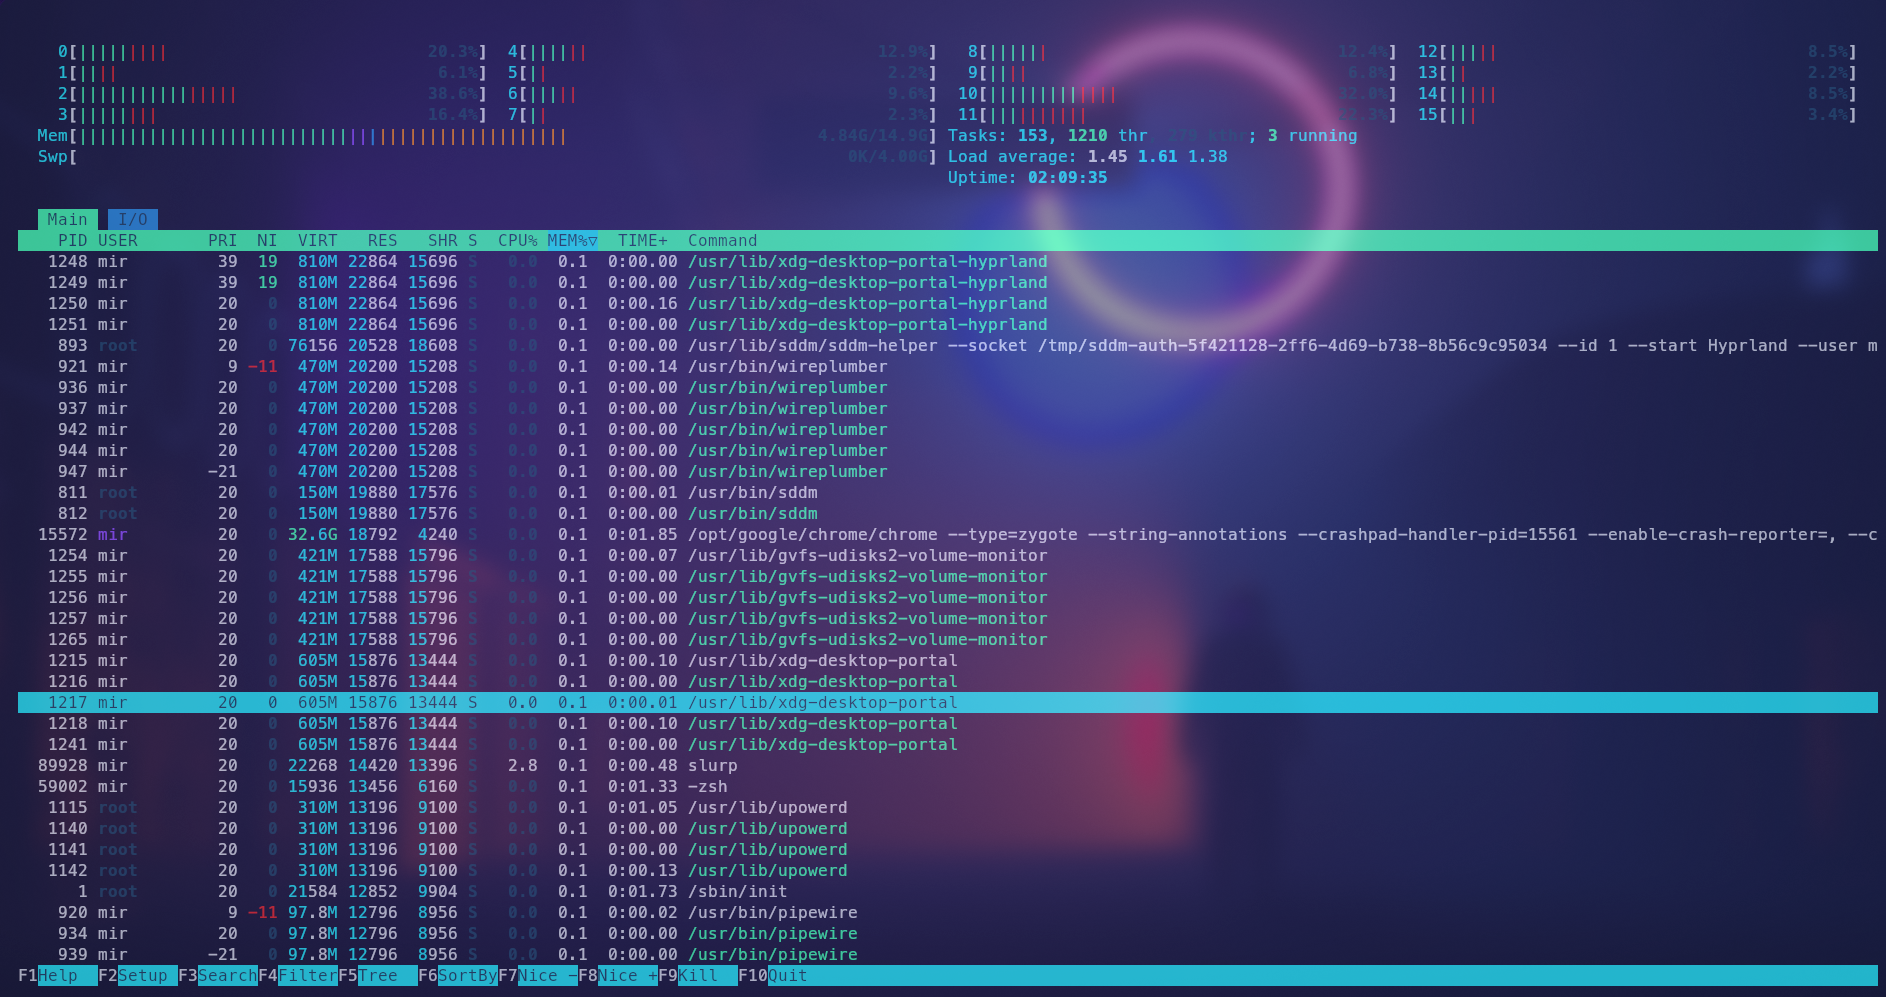 0[||||||||| 20.3%] 4[|||||| 12.9%] 8[|||||| 12.4%] 12[||||| 8.5%]
1[|||| 6.1%] 5[|| 2.2%] 9[|||| 6.8%] 13[|| 2.2%]
2[|||||||||||||||| 38.6%] 6[||||| 9.6%] 10[||||||||||||| 32.0%] 14[||||| 8.5%]
3[|||||||| 16.4%] 7[|| 2.3%] 11[|||||||||| ] 15[||| 3.4%]
Mem[||||||||||||||||||||||||||||||||||||||||||||||||| 4.84G/14.9G] Tasks: 153, 1210 thr, 279 kthr; 3 running
Swp[ 0K/4.00G] Load average: 1.45 1.61 1.38
Uptime: 02:09:35
Main I/O
PID USER PRI NI VIRT RES SHR S CPU% MEM%▽ TIME+ Command
1248 mir 39 19 810M 22864 15696 S 0.0 0.1 0:00.00 /usr/lib/xdg-desktop-portal-hyprland
1249 mir 39 19 810M 22864 15696 S 0.0 0.1 0:00.00 /usr/lib/xdg-desktop-portal-hyprland
1250 mir 20 0 810M 22864 15696 S 0.0 0.1 0:00.16 /usr/lib/xdg-desktop-portal-hyprland
1251 mir 20 0 810M 22864 15696 S 0.0 0.1 0:00.00 /usr/lib/xdg-desktop-portal-hyprland
893 root 20 0 76156 20528 18608 S 0.0 0.1 0:00.00 /usr/lib/sddm/sddm-helper --socket /tmp/sddm-auth-5f421128-2ff6-4d69-b738-8b56c9c95034 --id 1 --start Hyprland --user m
921 mir 9 -11 470M 20200 15208 S 0.0 0.1 0:00.14 /usr/bin/wireplumber
936 mir 20 0 470M 20200 15208 S 0.0 0.1 0:00.00 /usr/bin/wireplumber
937 mir 20 0 470M 20200 15208 S 0.0 0.1 0:00.00 /usr/bin/wireplumber
942 mir 20 0 470M 20200 15208 S 0.0 0.1 0:00.00 /usr/bin/wireplumber
944 mir 20 0 470M 20200 15208 S 0.0 0.1 0:00.00 /usr/bin/wireplumber
947 mir -21 0 470M 20200 15208 S 0.0 0.1 0:00.00 /usr/bin/wireplumber
811 root 20 0 150M 19880 17576 S 0.0 0.1 0:00.01 /usr/bin/sddm
812 root 20 0 150M 19880 17576 S 0.0 0.1 0:00.00 /usr/bin/sddm
15572 mir 20 0 32.6G 18792 4240 S 0.0 0.1 0:01.85 /opt/google/chrome/chrome --type=zygote --string-annotations --crashpad-handler-pid=15561 --enable-crash-reporter=, --c
1254 mir 20 0 421M 17588 15796 S 0.0 0.1 0:00.07 /usr/lib/gvfs-udisks2-volume-monitor
1255 mir 20 0 421M 17588 15796 S 0.0 0.1 0:00.00 /usr/lib/gvfs-udisks2-volume-monitor
1256 mir 20 0 421M 17588 15796 S 0.0 0.1 0:00.00 /usr/lib/gvfs-udisks2-volume-monitor
1257 mir 20 0 421M 17588 15796 S 0.0 0.1 0:00.00 /usr/lib/gvfs-udisks2-volume-monitor
1265 mir 20 0 421M 17588 15796 S 0.0 0.1 0:00.00 /usr/lib/gvfs-udisks2-volume-monitor
1215 mir 20 0 605M 15876 13444 S 0.0 0.1 0:00.10 /usr/lib/xdg-desktop-portal
1216 mir 20 0 605M 15876 13444 S 0.0 0.1 0:00.00 /usr/lib/xdg-desktop-portal
1217 mir 20 0 605M 15876 13444 S 0.0 0.1 0:00.01 /usr/lib/xdg-desktop-portal
1218 mir 20 0 605M 15876 13444 S 0.0 0.1 0:00.10 /usr/lib/xdg-desktop-portal
1241 mir 20 0 605M 15876 13444 S 0.0 0.1 0:00.00 /usr/lib/xdg-desktop-portal
89928 mir 20 0 22268 14420 13396 S 2.8 0.1 0:00.48 slurp
59002 mir 20 0 15936 13456 6160 S 0.0 0.1 0:01.33 -zsh
1115 root 20 0 310M 13196 9100 S 0.0 0.1 0:01.05 /usr/lib/upowerd
1140 root 20 0 310M 13196 9100 S 0.0 0.1 0:00.00 /usr/lib/upowerd
1141 root 20 0 310M 13196 9100 S 0.0 0.1 0:00.00 /usr/lib/upowerd
1142 root 20 0 310M 13196 9100 S 0.0 0.1 0:00.13 /usr/lib/upowerd
1 root 20 0 21584 12852 9904 S 0.0 0.1 0:01.73 /sbin/init
920 mir 9 -11 97.8M 12796 8956 S 0.0 0.1 0:00.02 /usr/bin/pipewire
934 mir 20 0 97.8M 12796 8956 S 0.0 0.1 0:00.00 /usr/bin/pipewire
939 mir -21 0 97.8M 12796 8956 S 0.0 0.1 0:00.00 /usr/bin/pipewire
F1Help F2Setup F3SearchF4FilterF5Tree F6SortByF7Nice -F8Nice +F9Kill F10Quit